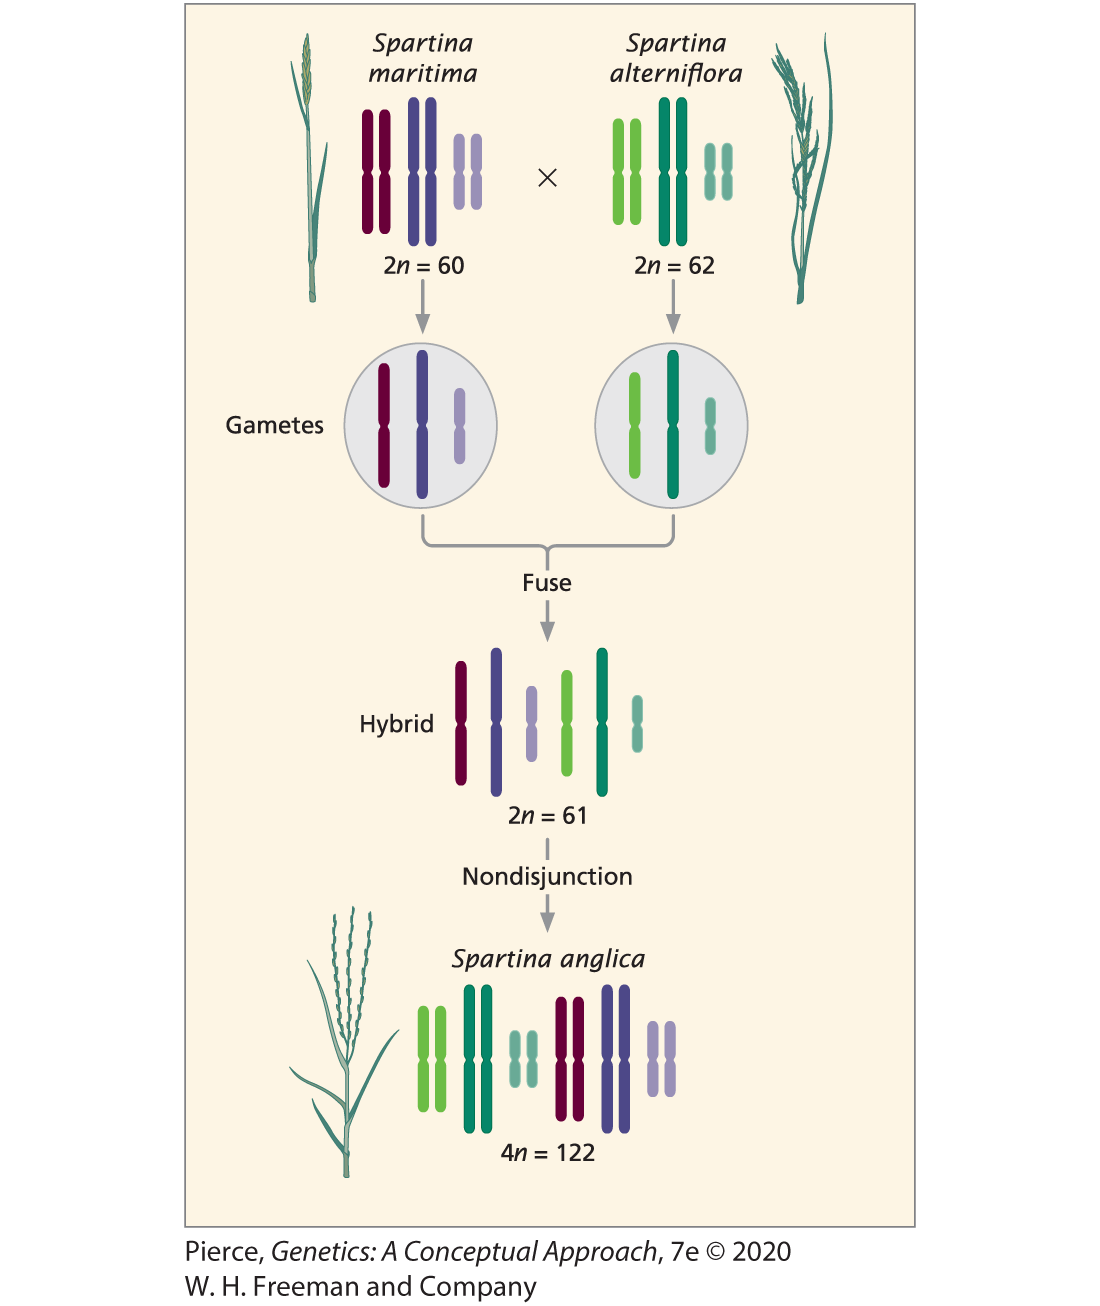 Spartina
maritima
Spartina
alterniflora
×
2n = 60
2n = 62
Gametes
Fuse
Hybrid
2n = 61
Nondisjunction
Spartina anglica
4n = 122
Pierce, Genetics: A Conceptual Approach, 7e © 2020
W. H. Freeman and Company